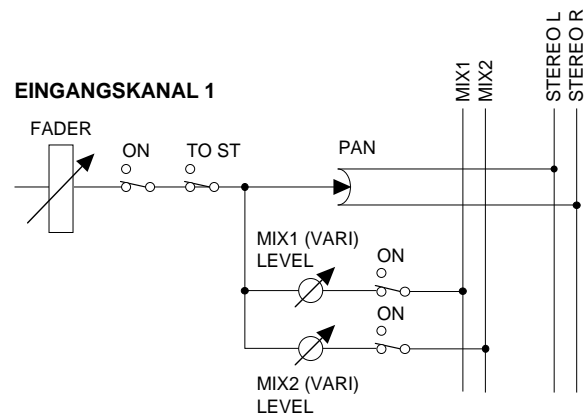 EINGANGSKANAL 1
FADER
ON
TO ST
PAN
MIX1
MIX2
STEREO L
STEREO R
MIX1 (VARI)
LEVEL
ON
ON
MIX2 (VARI)
LEVEL